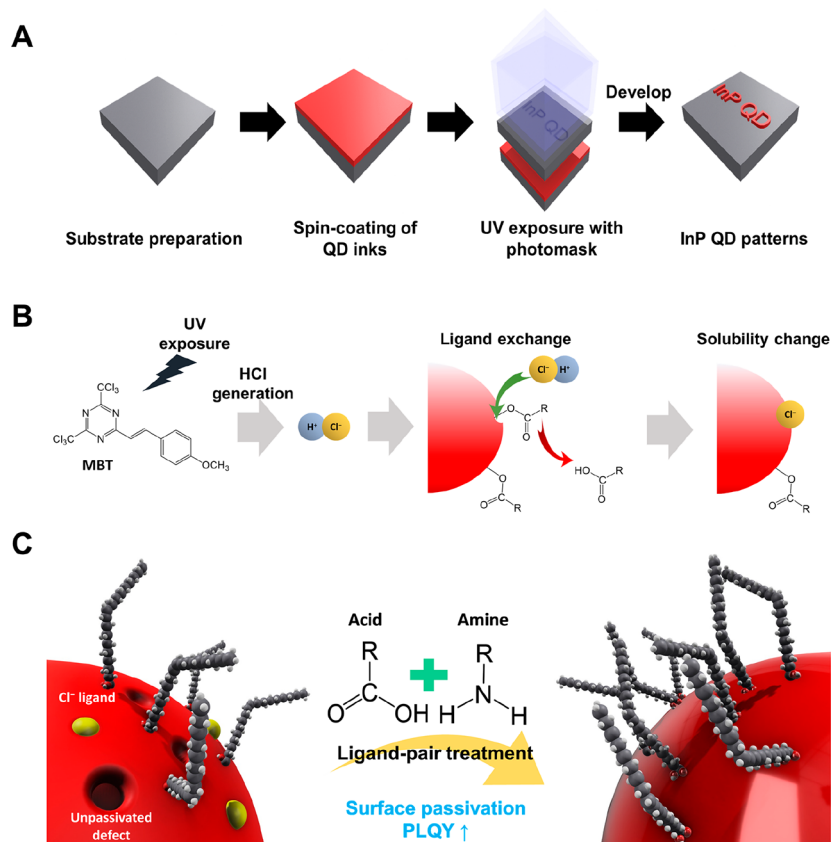 A
InP QD
Develop
InP QD
Substrate preparation
Spin-coating of
QD inks
UV exposure with
photomask
InP QD patterns
B
UV
exposure
HCl
generation
Ligand exchange
Solubility change
CCl₃
N
N
N
Cl₃C
OCH₃
MBT
H⁺ Cl⁻
Cl⁻ H⁺
O
R
O
O
O
R
HO
R
O
Cl⁻
O
O
R
C
Acid
Amine
R
R
O
OH
N
H
H
Cl⁻ ligand
Unpassivated
defect
Ligand-pair treatment
Surface passivation
PLQY ↑